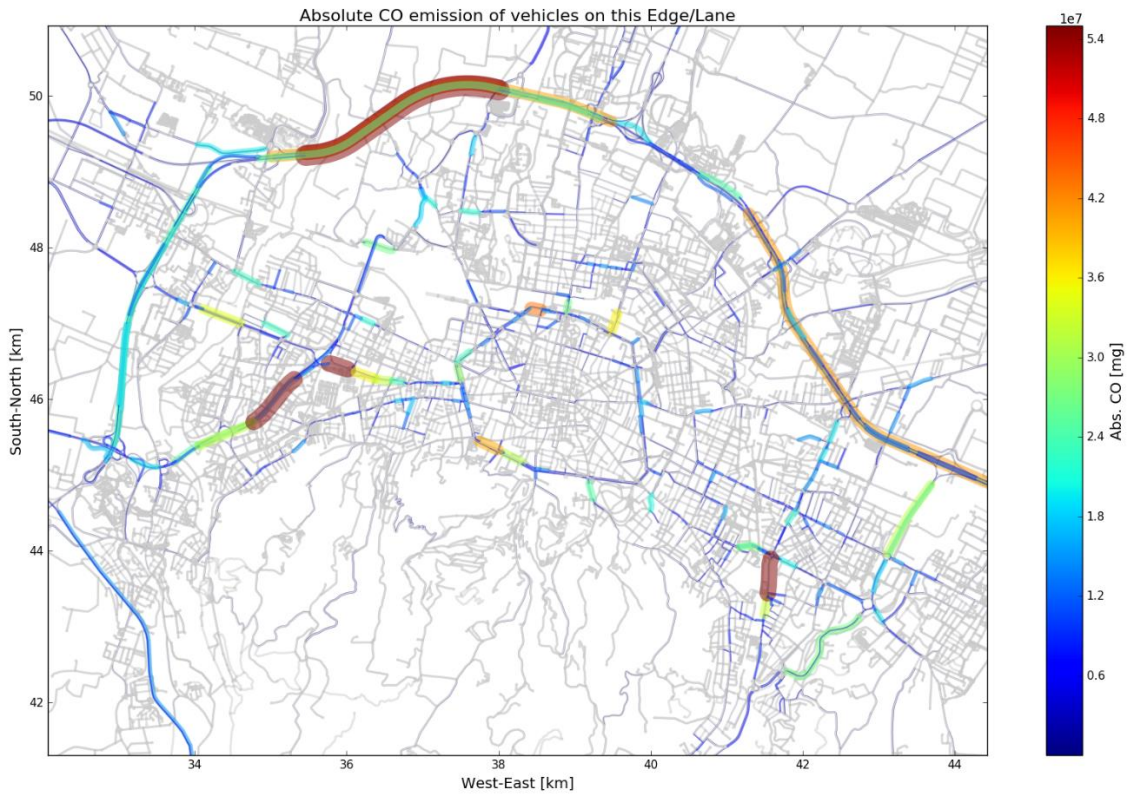 Absolute CO emission of vehicles on this Edge/Lane
1e7
5.4
4.8
4.2
3.6
3.0
2.4
1.8
1.2
0.6
Abs. CO [mg]
50
48
46
44
42
South-North [km]
34 36 38 40 42 44
West-East [km]